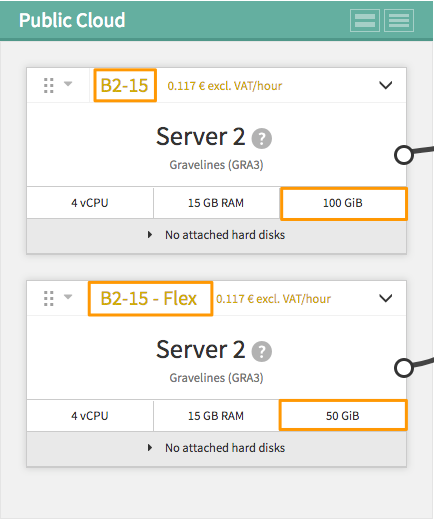 Public Cloud
B2-15 0.117 € excl. VAT/hour
Server 2 ?
Gravelines (GRA3)
4 vCPU 15 GB RAM 100 GiB
No attached hard disks
B2-15 - Flex 0.117 € excl. VAT/hour
Server 2 ?
Gravelines (GRA3)
4 vCPU 15 GB RAM 50 GiB
No attached hard disks